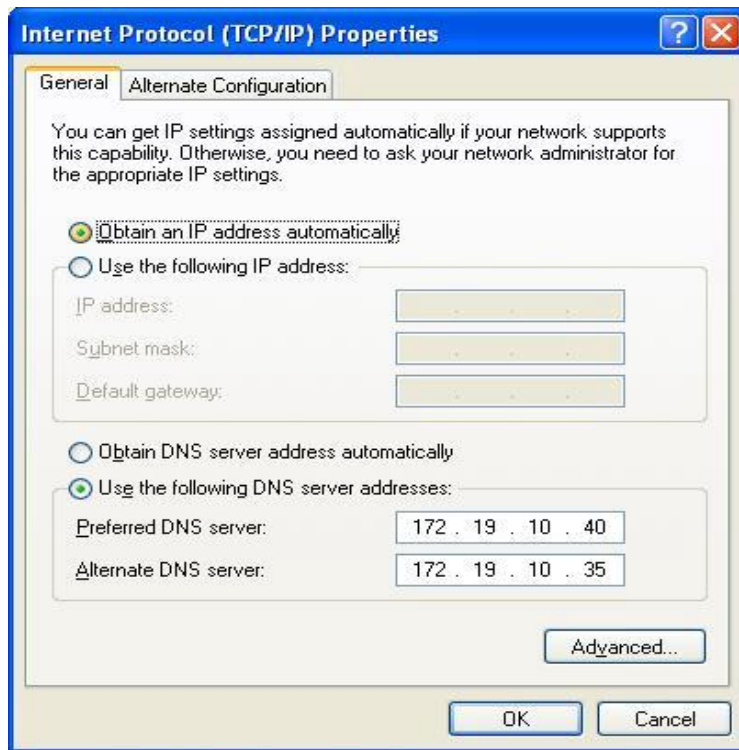 Internet Protocol (TCP/IP) Properties
General Alternate Configuration
You can get IP settings assigned automatically if your network supports
this capability. Otherwise, you need to ask your network administrator for
the appropriate IP settings.
Obtain an IP address automatically
Use the following IP address:
IP address:
Subnet mask:
Default gateway:
Obtain DNS server address automatically
Use the following DNS server addresses:
Preferred DNS server: 172 . 19 . 10 . 40
Alternate DNS server: 172 . 19 . 10 . 35
Advanced...
OK Cancel